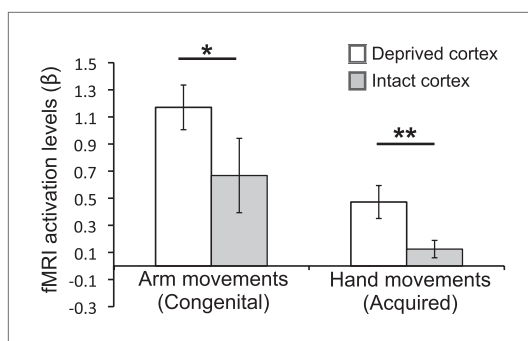 fMRI activation levels (β)
1.5
1.3
1.1
0.9
0.7
0.5
0.3
0.1
-0.1
-0.3
*
**
Deprived cortex
Intact cortex
Arm movements
(Congenital)
Hand movements
(Acquired)